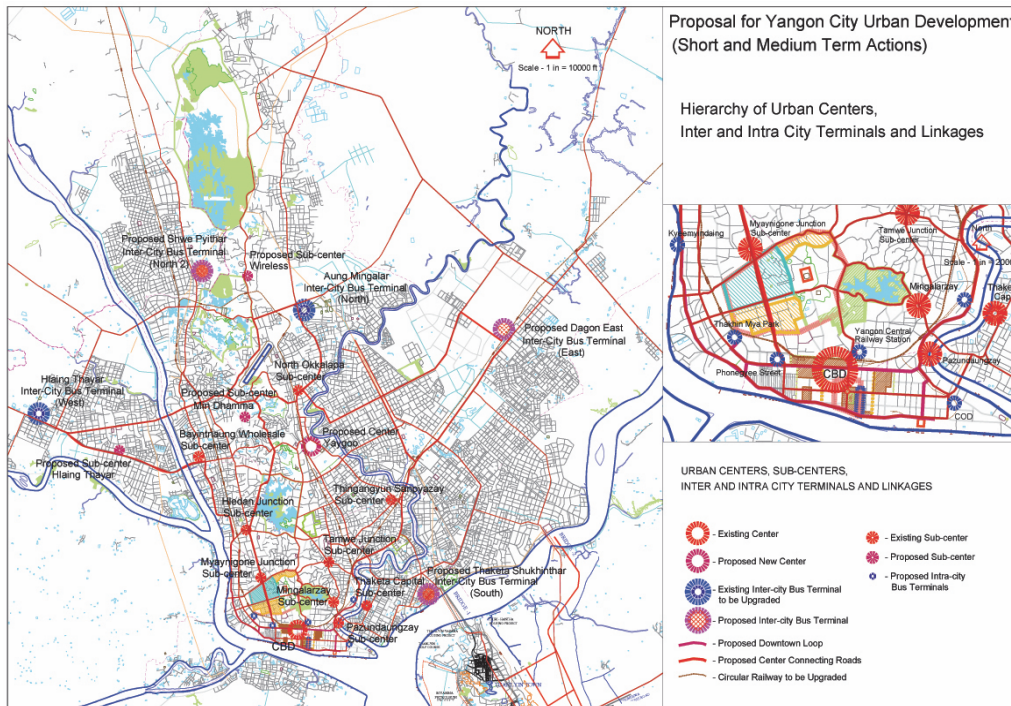 Proposal for Yangon City Urban Development
(Short and Medium Term Actions)
Hierarchy of Urban Centers,
Inter and Intra City Terminals and Linkages
NORTH
Scale - 1 in = 10000 ft
Proposed Shwe Pyithar
Inter-City Bus Terminal
(North 2)
Proposed Sub-center
Wireless
Aung Mingalar
Inter-City Bus Terminal
(North)
Proposed Dagon East
Inter-City Bus Terminal
(East)
North Okkalapa
Sub-center
Hlaing Thayar
Inter-City Bus Terminal
(West)
Proposed Sub-center
Min Dhamma
Bayintnaung Wholesale
Sub-center
Proposed Center
Yaygoo
Proposed Sub-center
Hlaing Thayar
Thingangyun Sanpyazay
Sub-center
Hledan Junction
Sub-center
Tamwe Junction
Sub-center
Myaynigone Junction
Sub-center
Proposed Thaketa Shukhinthar
Inter-City Bus Terminal
(South)
Thaketa Capital
Sub-center
Mingalarzay
Sub-center
Pazundaungzay
Sub-center
CBD
Myaynigone Junction
Sub-center
Tamwe Junction
Sub-center
North
Kyeemyindaing
Scale - 1 in = 2000
Mingalarzay
Thake
Cap
Thakhin Mya Park
Yangon Central
Railway Station
Pazundaungzay
Phonegyee Street
CBD
COD
URBAN CENTERS, SUB-CENTERS,
INTER AND INTRA CITY TERMINALS AND LINKAGES
- Existing Center
- Proposed New Center
- Existing Inter-city Bus Terminal
to be Upgraded
- Proposed Inter-city Bus Terminal
- Proposed Downtown Loop
- Proposed Center Connecting Roads
- Circular Railway to be Upgraded
- Existing Sub-center
- Proposed Sub-center
- Proposed Intra-city
Bus Terminals